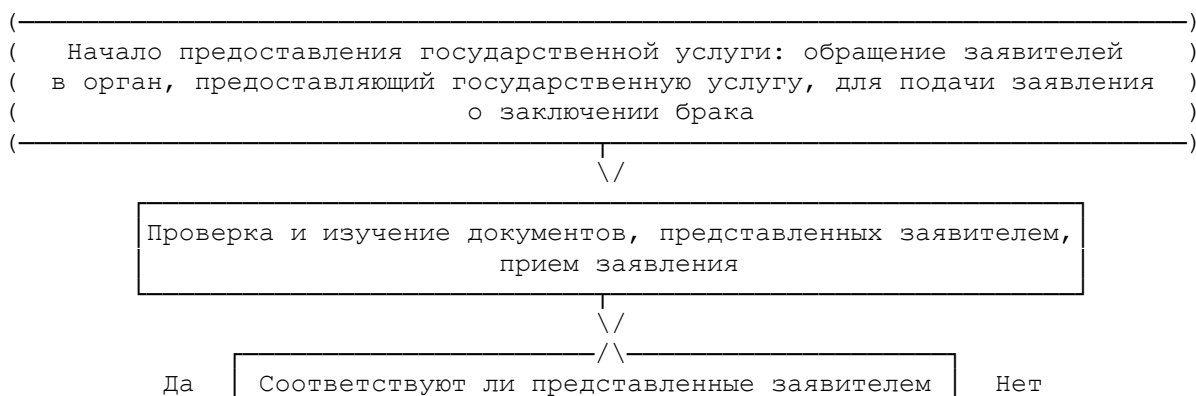 Начало предоставления государственной услуги: обращение заявителей
в орган, предоставляющий государственную услугу, для подачи заявления
о заключении брака
Проверка и изучение документов, представленных заявителем,
прием заявления
Да Соответствуют ли представленные заявителем Нет